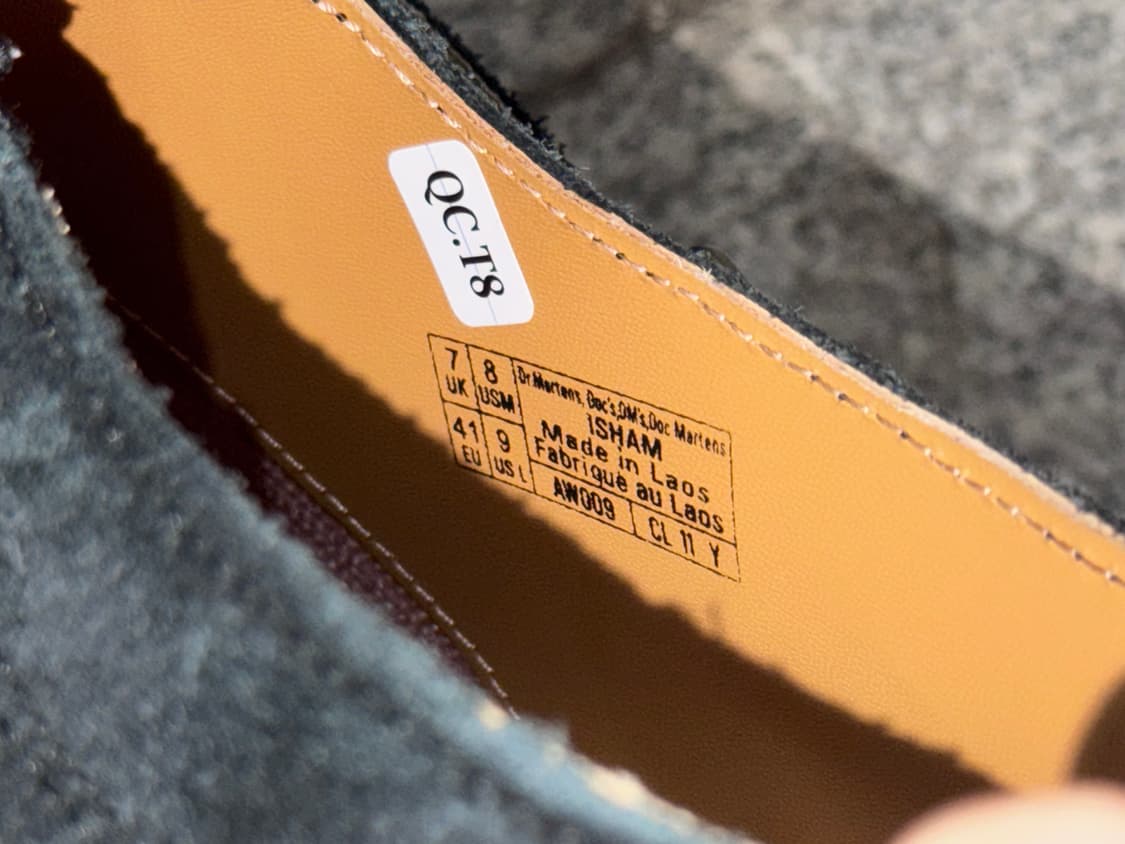 QC.T8
7 UK
8 USM
41 EU
9 US L
Dr.Martens, Doc's,DM's,Doc Martens
ISHAM
Made in Laos
Fabriqué au Laos
AW009
CL 11 Y